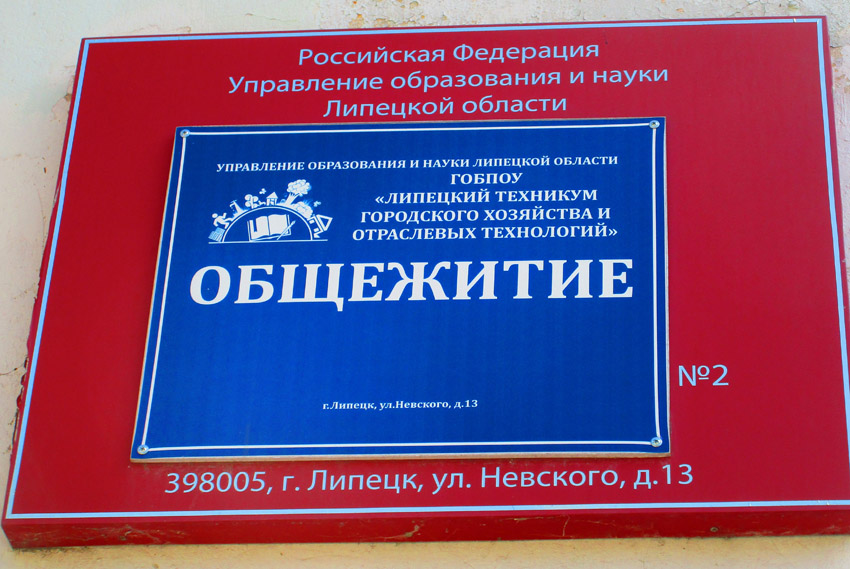 Российская Федерация
Управление образования и науки
Липецкой области
УПРАВЛЕНИЕ ОБРАЗОВАНИЯ И НАУКИ ЛИПЕЦКОЙ ОБЛАСТИ
ГОБПОУ
«ЛИПЕЦКИЙ ТЕХНИКУМ
ГОРОДСКОГО ХОЗЯЙСТВА И
ОТРАСЛЕВЫХ ТЕХНОЛОГИЙ»
ОБЩЕЖИТИЕ
№2
г.Липецк, ул.Невского, д.13
398005, г. Липецк, ул. Невского, д.13